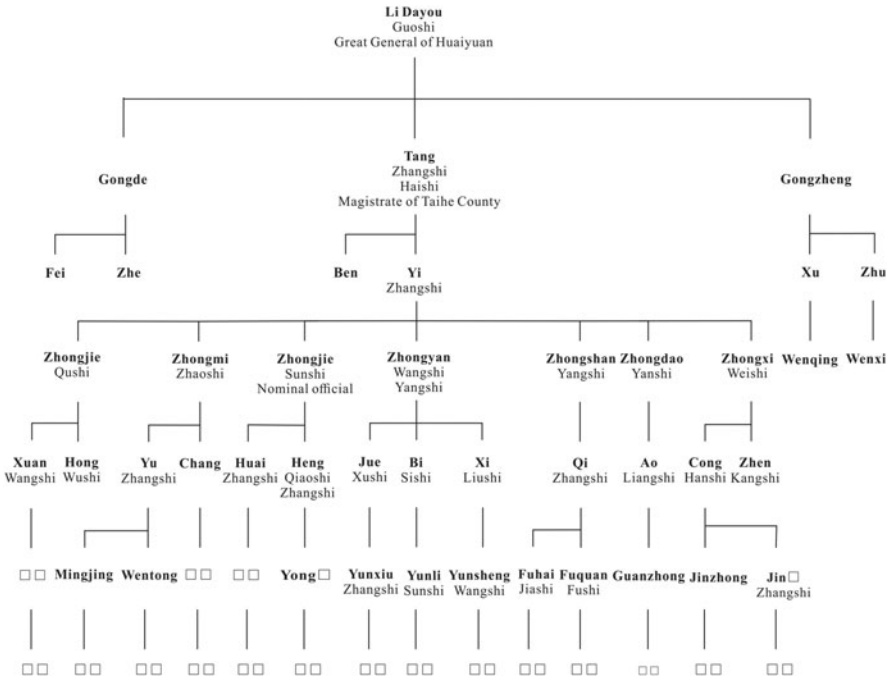 Li Dayou
Guoshi
Great General of Huaiyuan
Gongde
Tang
Zhangshi
Haishi
Magistrate of Taihe County
Gongzheng
Fei
Zhe
Ben
Yi
Zhangshi
Xu
Zhu
Zhongjie
Qushi
Zhongmi
Zhaoshi
Zhongjie
Sunshi
Nominal official
Zhongyan
Wangshi
Yangshi
Zhongshan
Yangshi
Zhongdao
Yanshi
Zhongxi
Weishi
Wenqing
Wenxi
Xuan
Wangshi
Hong
Wushi
Yu
Zhangshi
Chang
Huai
Zhangshi
Heng
Qiaoshi
Zhangshi
Jue
Xushi
Bi
Sishi
Xi
Liushi
Qi
Zhangshi
Ao
Liangshi
Cong
Hanshi
Zhen
Kangshi
□□
Mingjing
Wentong
□□
□□
Yong□
Yunxiu
Zhangshi
Yunli
Sunshi
Yunsheng
Wangshi
Fuhai
Jiashi
Fuquan
Fushi
Guanzhong
Jinzhong
Jin□
Zhangshi
□□
□□
□□
□□
□□
□□
□□
□□
□□
□□
□□
□□
□□
□□